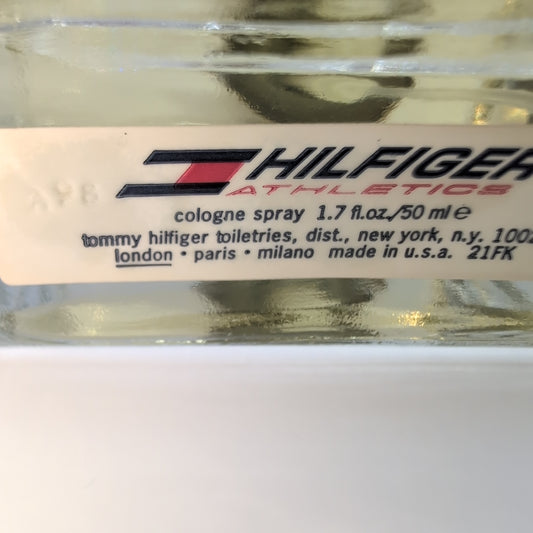 HILFIGER
ATHLETICS
cologne spray 1.7 fl.oz./50 ml e
tommy hilfiger toiletries, dist., new york, n.y. 1002
london • paris • milano made in u.s.a. 21FK